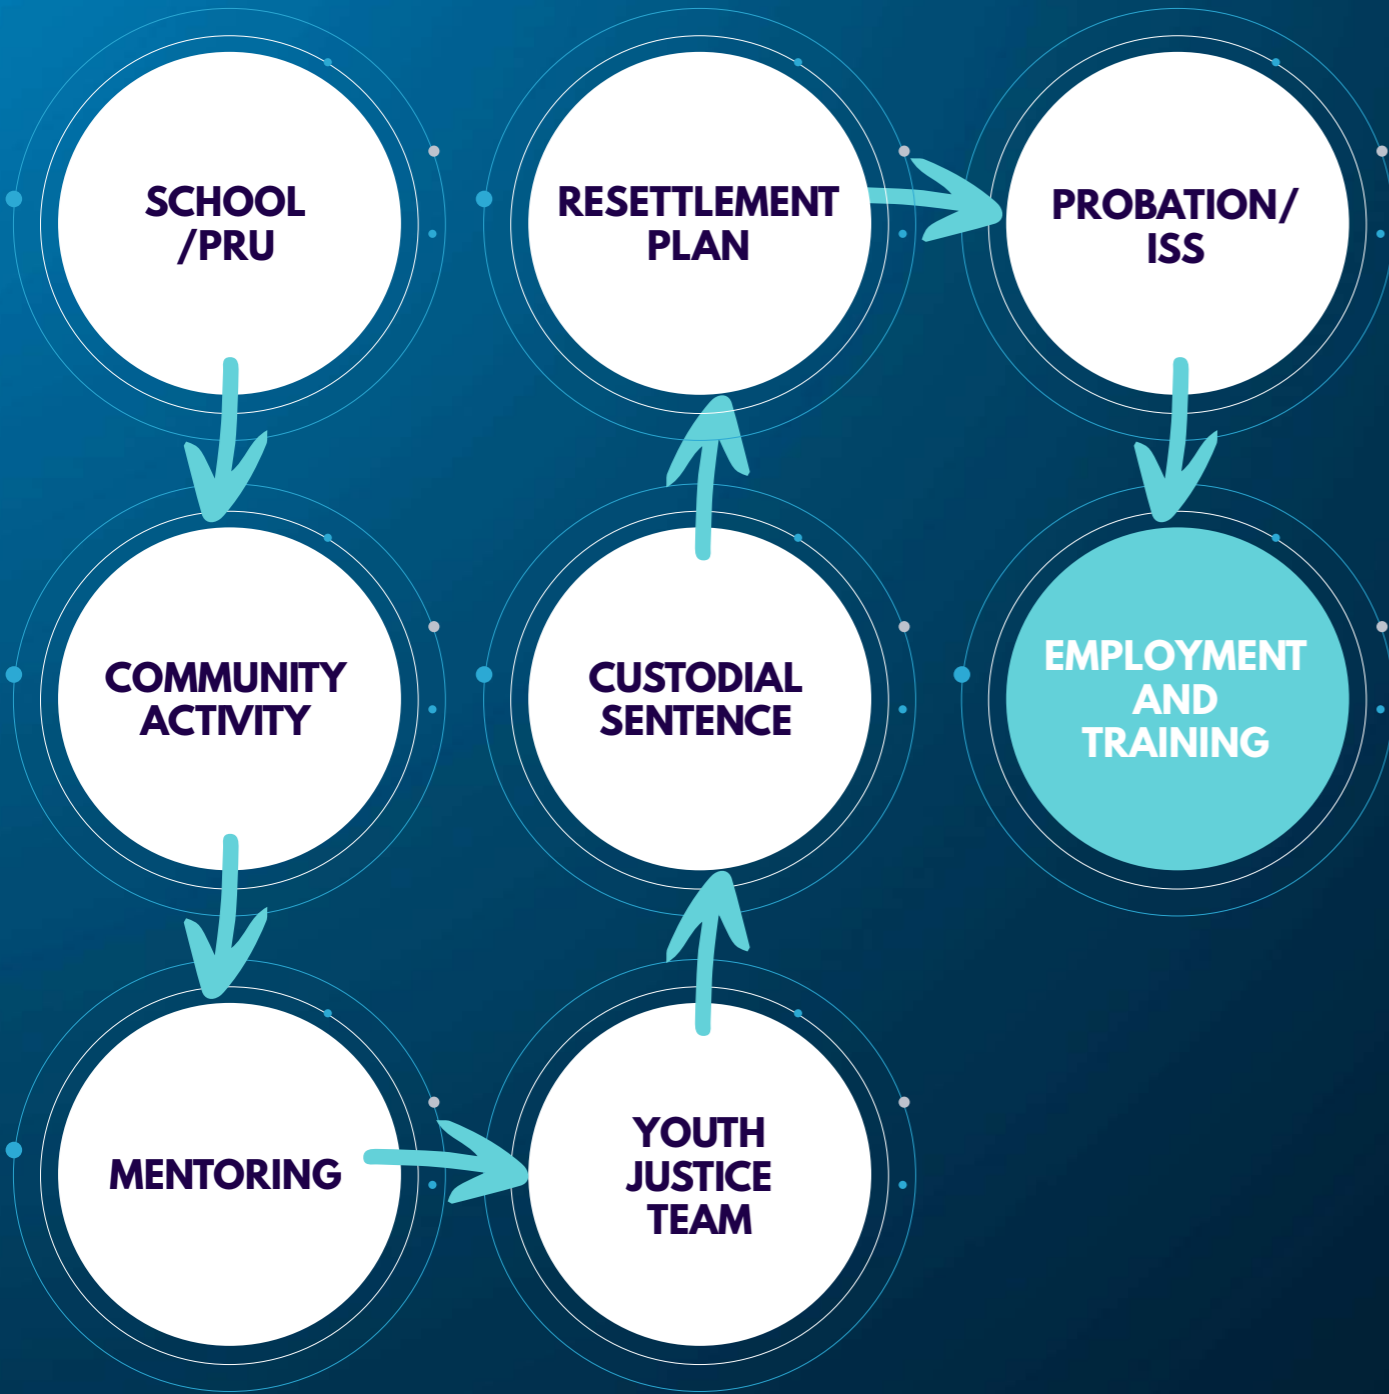 SCHOOL
/PRU
COMMUNITY
ACTIVITY
MENTORING
YOUTH
JUSTICE
TEAM
CUSTODIAL
SENTENCE
RESETTLEMENT
PLAN
PROBATION/
ISS
EMPLOYMENT
AND
TRAINING